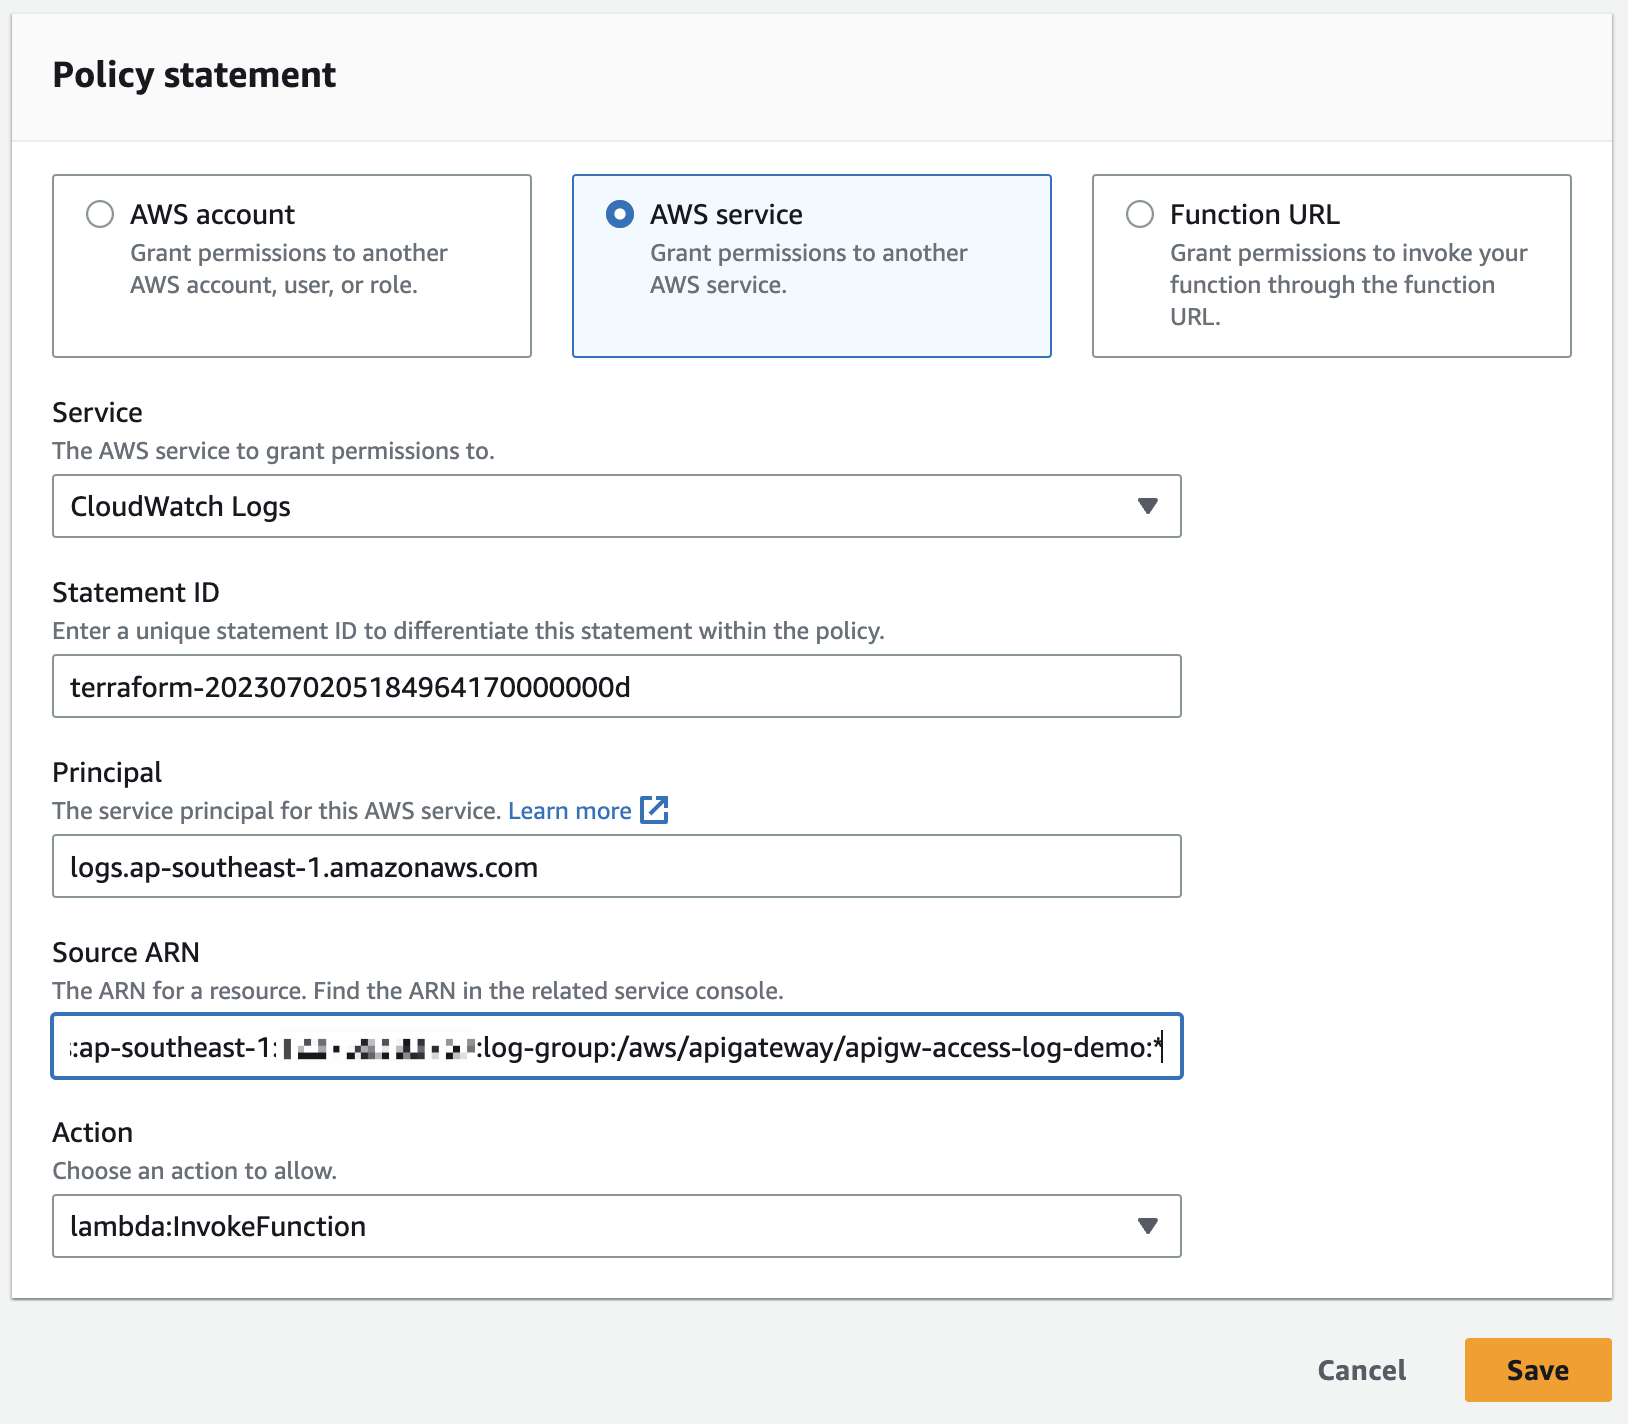 Policy statement
AWS account
Grant permissions to another
AWS account, user, or role.
AWS service
Grant permissions to another
AWS service.
Function URL
Grant permissions to invoke your
function through the function
URL.
Service
The AWS service to grant permissions to.
CloudWatch Logs
Statement ID
Enter a unique statement ID to differentiate this statement within the policy.
terraform-20230702051849641700000​00d
Principal
The service principal for this AWS service. Learn more
logs.ap-southeast-1.amazonaws.com
Source ARN
The ARN for a resource. Find the ARN in the related service console.
:ap-southeast-1: :log-group:/aws/apigateway/apigw-access-log-demo:*
Action
Choose an action to allow.
lambda:InvokeFunction
Cancel
Save